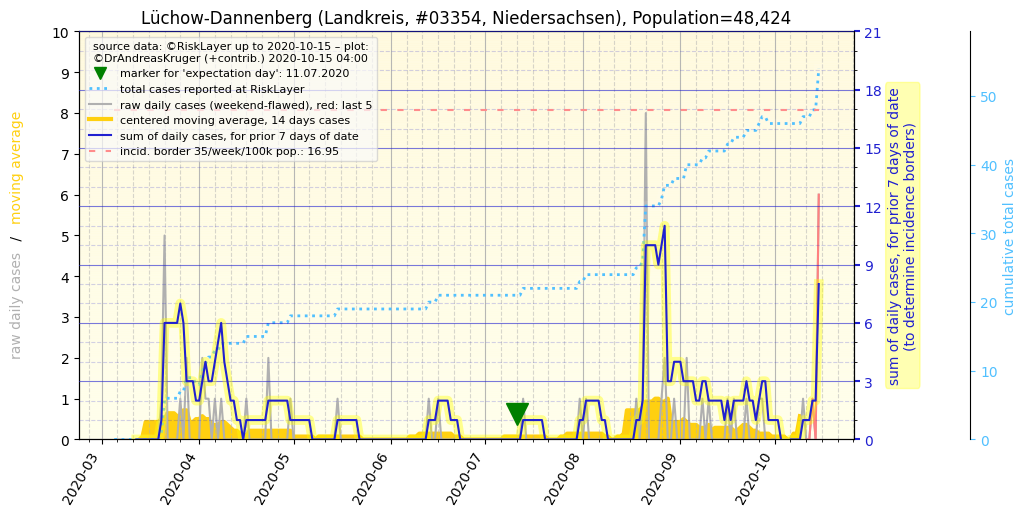 Lüchow-Dannenberg (Landkreis, #03354, Niedersachsen), Population=48,424
source data: ©RiskLayer up to 2020-10-15 – plot:
©DrAndreasKruger (+contrib.) 2020-10-15 04:00
marker for 'expectation day': 11.07.2020
total cases reported at RiskLayer
raw daily cases (weekend-flawed), red: last 5
centered moving average, 14 days cases
sum of daily cases, for prior 7 days of date
incid. border 35/week/100k pop.: 16.95
raw daily cases / moving average
10
9
8
7
6
5
4
3
2
1
0
2020-03
2020-04
2020-05
2020-06
2020-07
2020-08
2020-09
2020-10
21
18
15
12
9
6
3
0
sum of daily cases, for prior 7 days of date
(to determine incidence borders)
50
40
30
20
10
0
cumulative total cases